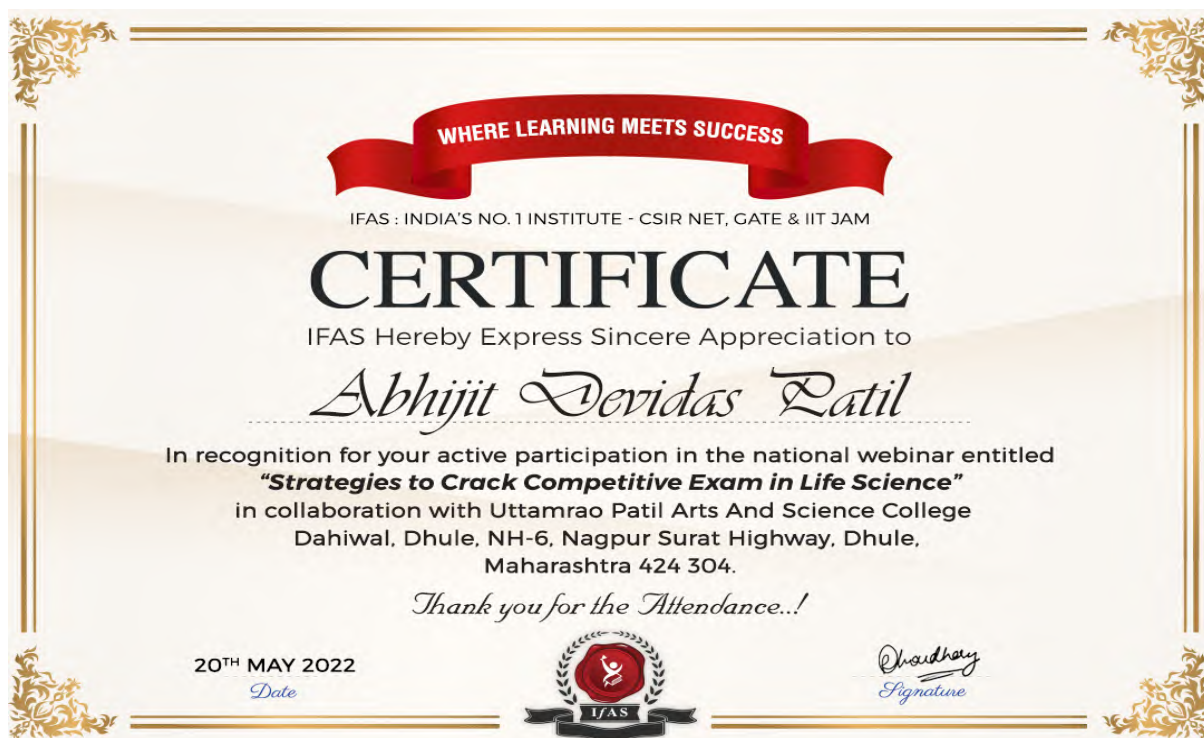 WHERE LEARNING MEETS SUCCESS
IFAS : INDIA'S NO. 1 INSTITUTE - CSIR NET, GATE & IIT JAM
CERTIFICATE
IFAS Hereby Express Sincere Appreciation to
Abhijit Devidas Patil
In recognition for your active participation in the national webinar entitled
“Strategies to Crack Competitive Exam in Life Science”
in collaboration with Uttamrao Patil Arts And Science College
Dahiwal, Dhule, NH-6, Nagpur Surat Highway, Dhule,
Maharashtra 424 304.
Thank you for the Attendance..!
20TH MAY 2022
Date
IFAS
Choudhary
Signature